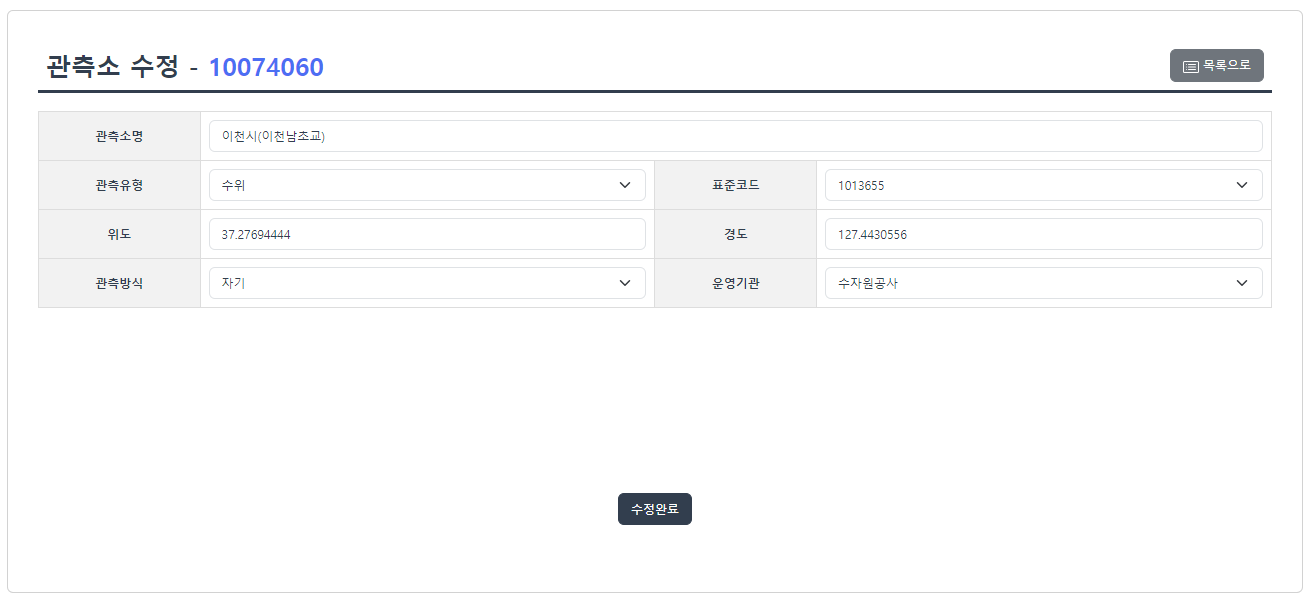 관측소 수정 - 10074060
목록으로
관측소명 이천시(이천남초교)
관측유형 수위 표준코드 1013655
위도 37.27694444 경도 127.4430556
관측방식 자기 운영기관 수자원공사
수정완료